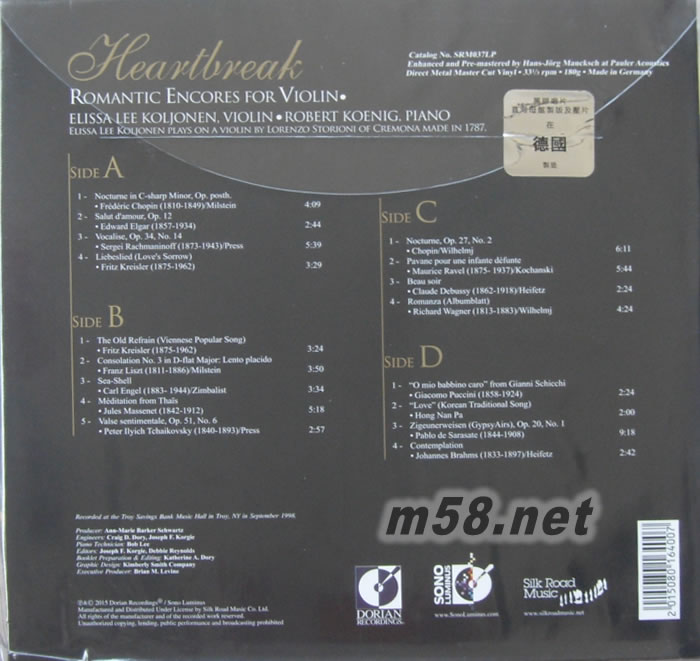 Heartbreak
ROMANTIC ENCORES FOR VIOLIN•
ELISSA LEE KOLJONEN, VIOLIN • ROBERT KOENIG, PIANO
ELISSA LEE KOLJONEN PLAYS ON A VIOLIN BY LORENZO STORIONI OF CREMONA MADE IN 1787.
Catalog No. SRM037LP
Enhanced and Pre-mastered by Hans-Jörg Maucksch at Pauler Acoustics
Direct Metal Master Cut Vinyl • 33⅓ rpm • 180g • Made in Germany
在
德國
製造
SIDE A
1 - Nocturne in C-sharp Minor, Op. posth.
• Frédéric Chopin (1810-1849)/Milstein 4:09
2 - Salut d'amour, Op. 12
• Edward Elgar (1857-1934) 2:44
3 - Vocalise, Op. 34, No. 14
• Sergei Rachmaninoff (1873-1943)/Press 5:39
4 - Liebeslied (Love's Sorrow)
• Fritz Kreisler (1875-1962) 3:29
SIDE B
1 - The Old Refrain (Viennese Popular Song)
• Fritz Kreisler (1875-1962) 3:24
2 - Consolation No. 3 in D-flat Major: Lento placido
• Franz Liszt (1811-1886)/Milstein 3:50
3 - Sea-Shell
• Carl Engel (1883- 1944)/Zimbalist 3:34
4 - Méditation from Thaïs
• Jules Massenet (1842-1912) 5:18
5 - Valse sentimentale, Op. 51, No. 6
• Peter Ilyich Tchaikovsky (1840-1893)/Press 2:57
SIDE C
1 - Nocturne, Op. 27, No. 2
• Chopin/Wilhelmj 6:11
2 - Pavane pour une infante défunte
• Maurice Ravel (1875- 1937)/Kochanski 5:44
3 - Beau soir
• Claude Debussy (1862-1918)/Heifetz 2:24
4 - Romanza (Albumblatt)
• Richard Wagner (1813-1883)/Wilhelmj 4:24
SIDE D
1 - “O mio babbino caro” from Gianni Schicchi
• Giacomo Puccini (1858-1924) 2:24
2 - “Love” (Korean Traditional Song)
• Hong Nan Pa 2:00
3 - Zigeunerweisen (GypsyAirs), Op. 20, No. 1
• Pablo de Sarasate (1844-1908) 9:18
4 - Contemplation
• Johannes Brahms (1833-1897)/Heifetz 2:42
Recorded at the Troy Savings Bank Music Hall in Troy, NY in September 1998.
Producer: Ann-Marie Barker Schwartz
Engineers: Craig D. Dory, Joseph F. Korgie
Piano Technician: Bob Lee
Editors: Joseph F. Korgie, Debbie Reynolds
Booklet Preparation & Editing: Katherine A. Dory
Graphic Design: Kimberly Smith Company
Executive Producer: Brian M. Levine
℗& © 2015 Dorian Recordings® / Sono Luminus
Manufactured and Distributed Under License by Silk Road Music Co. Ltd.
All rights of the manufacturer and of the recorded work reserved.
Unauthorized copying, lending, public performance and broadcasting prohibited
m58.net
DORIAN
RECORDINGS
SONO
LUMINUS
www.SonoLuminus.com
Silk Road
Music
www.silkroadmusic.net
2 015080 164007